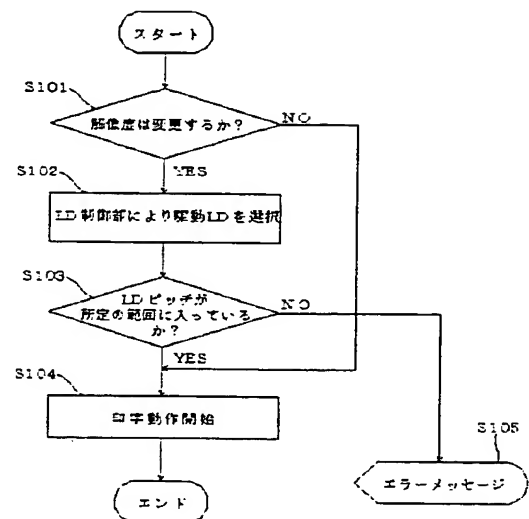 スタート
S101
解像度は変更するか？
NO
YES
S102
LD制御部により駆動LDを選択
S103
LDピッチが
所定の範囲に入っている
か？
NO
YES
S104
印字動作開始
S105
エラーメッセージ
エンド